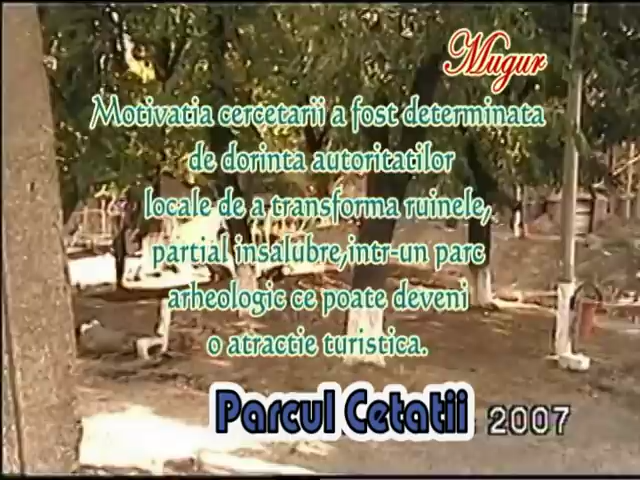 Mugur
Motivatia cercetarii a fost determinata
de dorinta autoritatilor
locale de a transforma ruinele,
partial insalubre,intr-un parc
arheologic ce poate deveni
o atractie turistica.
Parcul Cetatii 2007